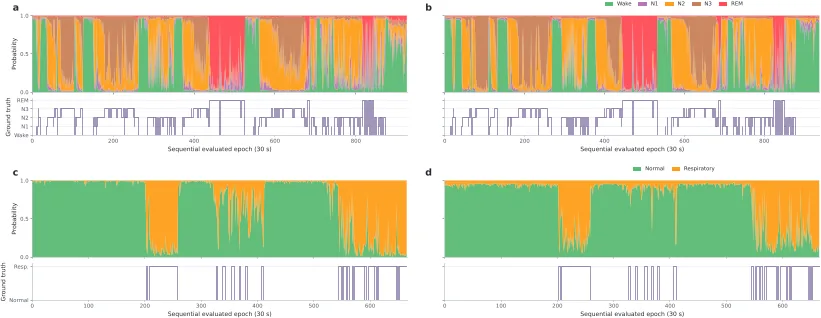 a
b
Wake N1 N2 N3 REM
1.0
0.5
0.0
Probability
REM
N3
N2
N1
Wake
Ground truth
0 200 400 600 800
Sequential evaluated epoch (30 s)
0 200 400 600 800
Sequential evaluated epoch (30 s)
c
d
Normal Respiratory
1.0
0.5
0.0
Probability
Resp.
Normal
Ground truth
0 100 200 300 400 500 600
Sequential evaluated epoch (30 s)
0 100 200 300 400 500 600
Sequential evaluated epoch (30 s)